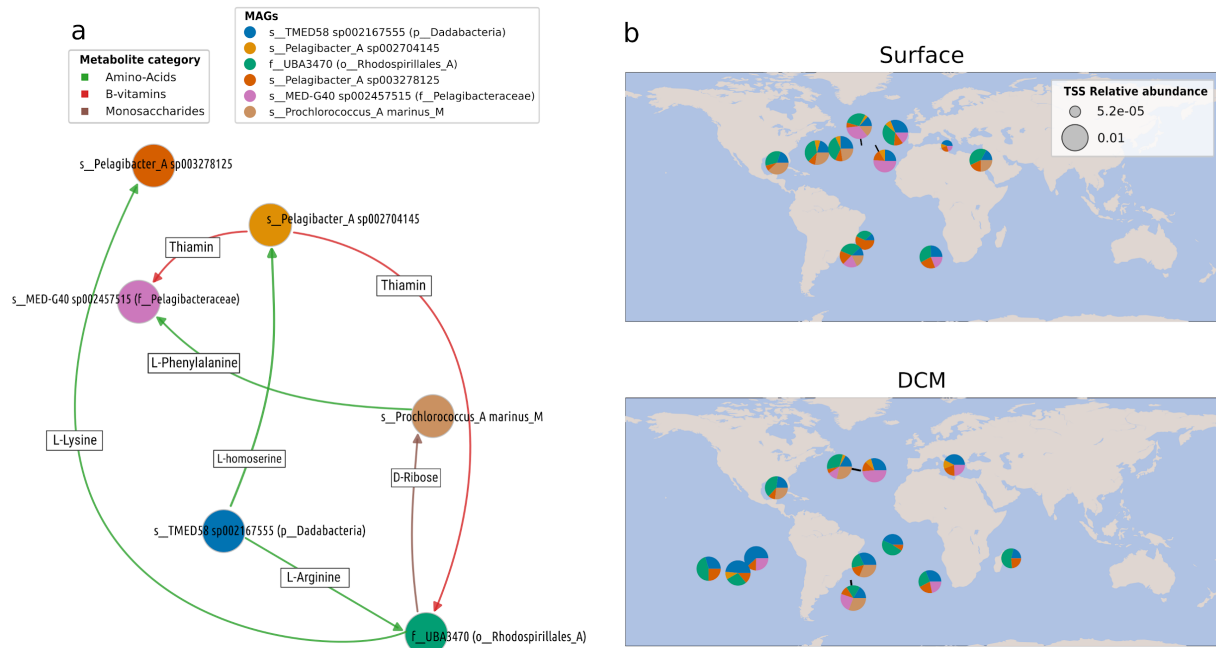 a
Metabolite category
Amino-Acids
B-vitamins
Monosaccharides
MAGs
s__TMED58 sp002167555 (p__Dadabacteria)
s__Pelagibacter_A sp002704145
f__UBA3470 (o__Rhodospirillales_A)
s__Pelagibacter_A sp003278125
s__MED-G40 sp002457515 (f__Pelagibacteraceae)
s__Prochlorococcus_A marinus_M
s__Pelagibacter_A sp003278125
s__Pelagibacter_A sp002704145
Thiamin
Thiamin
s__MED-G40 sp002457515 (f__Pelagibacteraceae)
L-Phenylalanine
s__Prochlorococcus_A marinus_M
L-Lysine
L-homoserine
D-Ribose
s__TMED58 sp002167555 (p__Dadabacteria)
L-Arginine
f__UBA3470 (o__Rhodospirillales_A)
b
Surface
TSS Relative abundance
5.2e-05
0.01
DCM